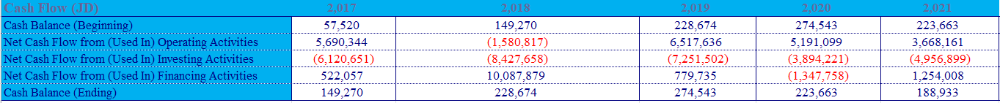 Cash Flow (JD) 2,017 2,018 2,019 2,020 2,021
Cash Balance (Beginning) 57,520 149,270 228,674 274,543 223,663
Net Cash Flow from (Used In) Operating Activities 5,690,344 (1,580,817) 6,517,636 5,191,099 3,668,161
Net Cash Flow from (Used In) Investing Activities (6,120,651) (8,427,658) (7,251,502) (3,894,221) (4,956,899)
Net Cash Flow from (Used In) Financing Activities 522,057 10,087,879 779,735 (1,347,758) 1,254,008
Cash Balance (Ending) 149,270 228,674 274,543 223,663 188,933